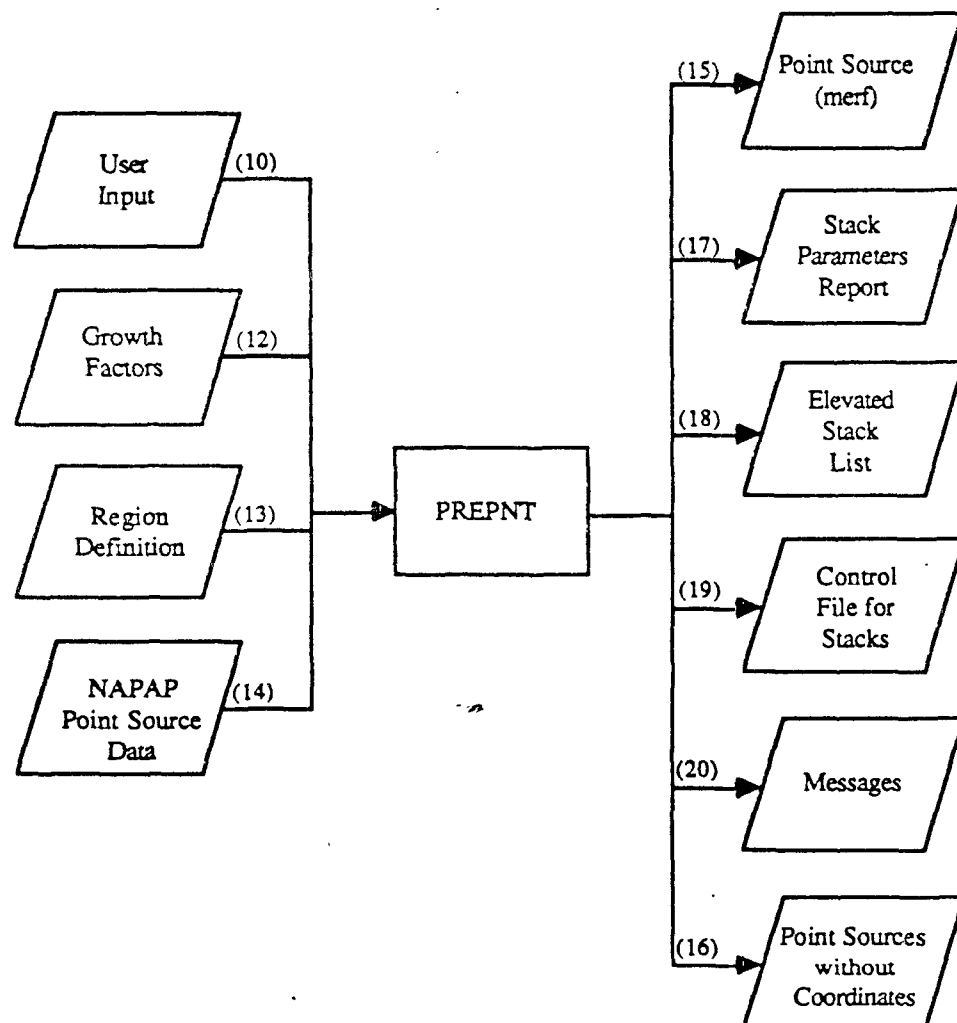 User
Input
(10)
Growth
Factors
(12)
Region
Definition
(13)
NAPAP
Point Source
Data
(14)
PREPNT
(15)
Point Source
(merf)
(17)
Stack
Parameters
Report
(18)
Elevated
Stack
List
(19)
Control
File for
Stacks
(20)
Messages
(16)
Point Sources
without
Coordinates